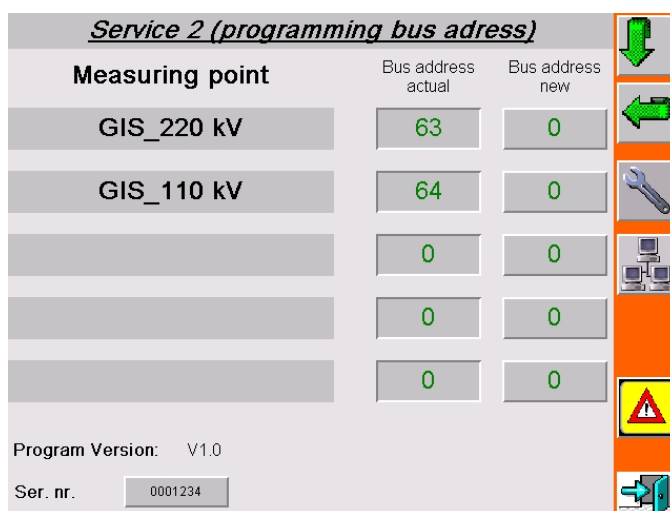 Service 2 (programming bus adress)
Measuring point
Bus address
actual
Bus address
new
GIS_220 kV 63 0
GIS_110 kV 64 0
0 0
0 0
0 0
Program Version: V1.0
Ser. nr. 0001234